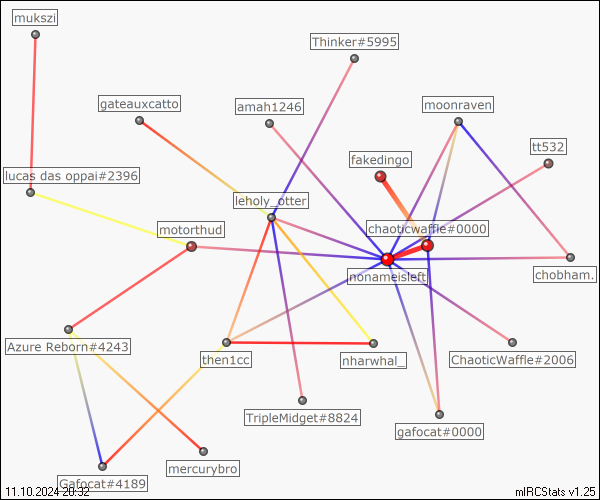 mukszi
Thinker#5995
gateauxcatto
amah1246
moonraven
tt532
fakedingo
lucas das oppai#2396
leholy_otter
chaoticwaffle#0000
motorthud
nonameisleft
chobham.
Azure Reborn#4243
then1cc
nharwhal_
ChaoticWaffle#2006
TripleMidget#8824
gafocat#0000
mercurybro
Gafocat#4189
11.10.2024 20:32
mIRCStats v1.25